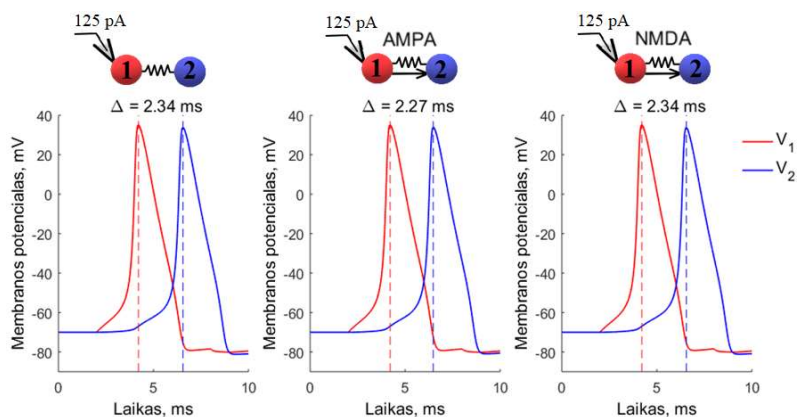 125 pA
1 2
Δ = 2.34 ms
Membranos potencialas, mV
40
20
0
-20
-40
-60
-80
0 5 10
Laikas, ms
125 pA
AMPA
1 2
Δ = 2.27 ms
Membranos potencialas, mV
40
20
0
-20
-40
-60
-80
0 5 10
Laikas, ms
125 pA
NMDA
1 2
Δ = 2.34 ms
Membranos potencialas, mV
40
20
0
-20
-40
-60
-80
0 5 10
Laikas, ms
V1
V2